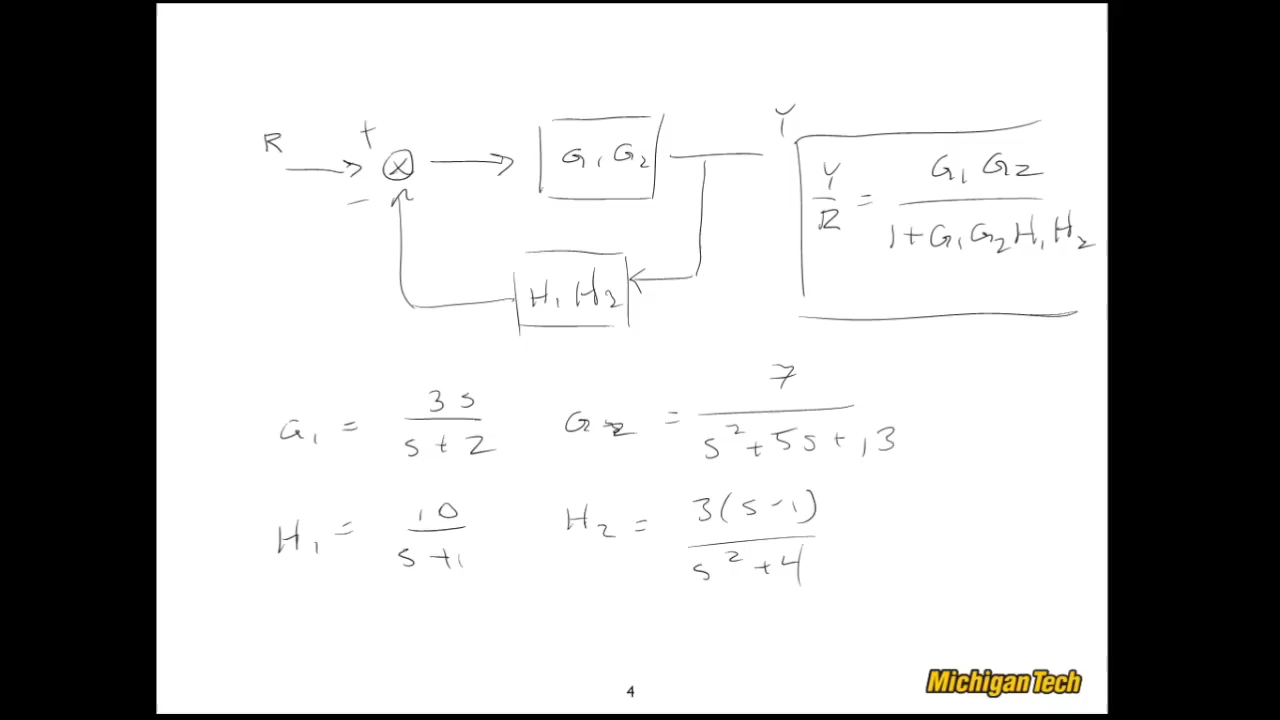 R + − G₁G₂ Y
H₁H₂
Y/R = G₁G₂ / 1+G₁G₂H₁H₂
G₁ = 3s / s+2 G₂ = 7 / s²+5s+13
H₁ = 10 / s+1 H₂ = 3(s-1) / s²+4
4
Michigan Tech